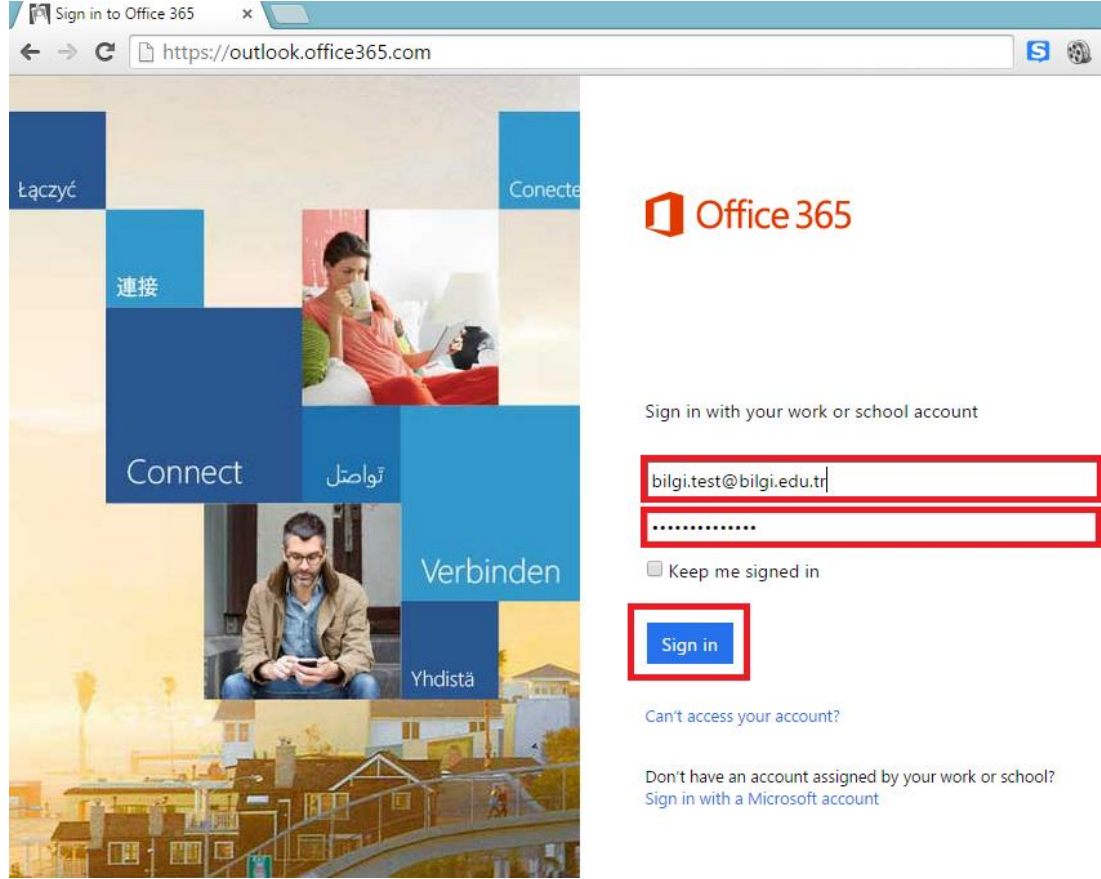 Sign in to Office 365
https://outlook.office365.com
Łączyć
Conecte
連接
Connect
تواصل
Verbinden
Yhdistä
Office 365
Sign in with your work or school account
bilgi.test@bilgi.edu.tr
••••••••••••••
Keep me signed in
Sign in
Can't access your account?
Don't have an account assigned by your work or school?
Sign in with a Microsoft account